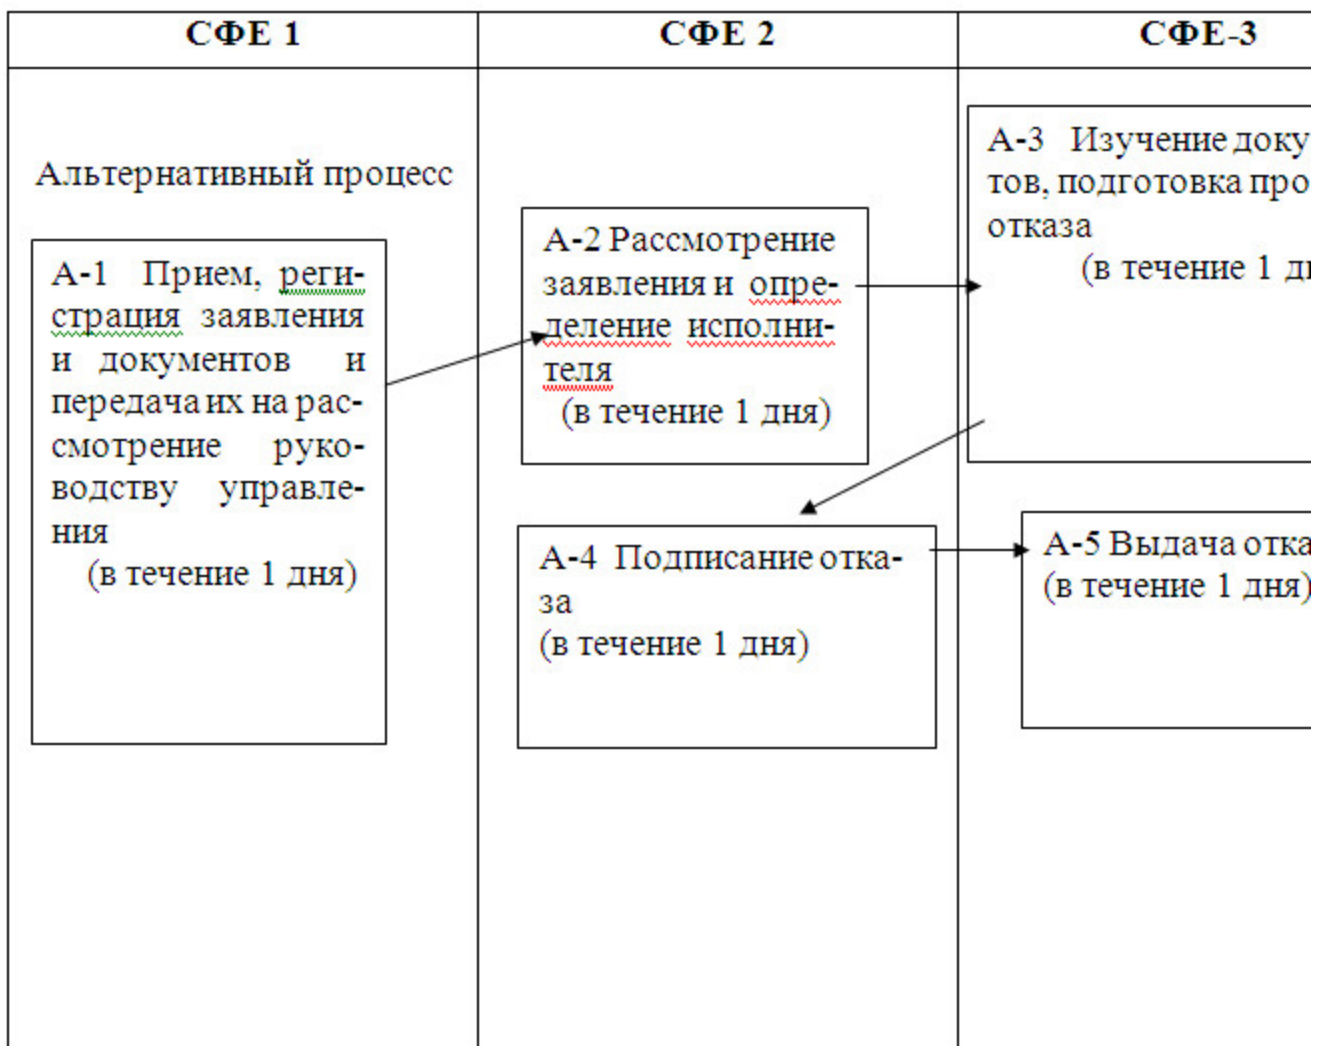 СФЕ 1
СФЕ 2
СФЕ-3
Альтернативный процесс
А-1 Прием, реги-
страция заявления
и документов и
передача их на рас-
смотрение руко-
водству управле-
ния
(в течение 1 дня)
А-2 Рассмотрение
заявления и опре-
деление исполни-
теля
(в течение 1 дня)
А-3 Изучение доку
тов, подготовка про
отказа
(в течение 1 д
А-4 Подписание отка-
за
(в течение 1 дня)
А-5 Выдача отка
(в течение 1 дня)